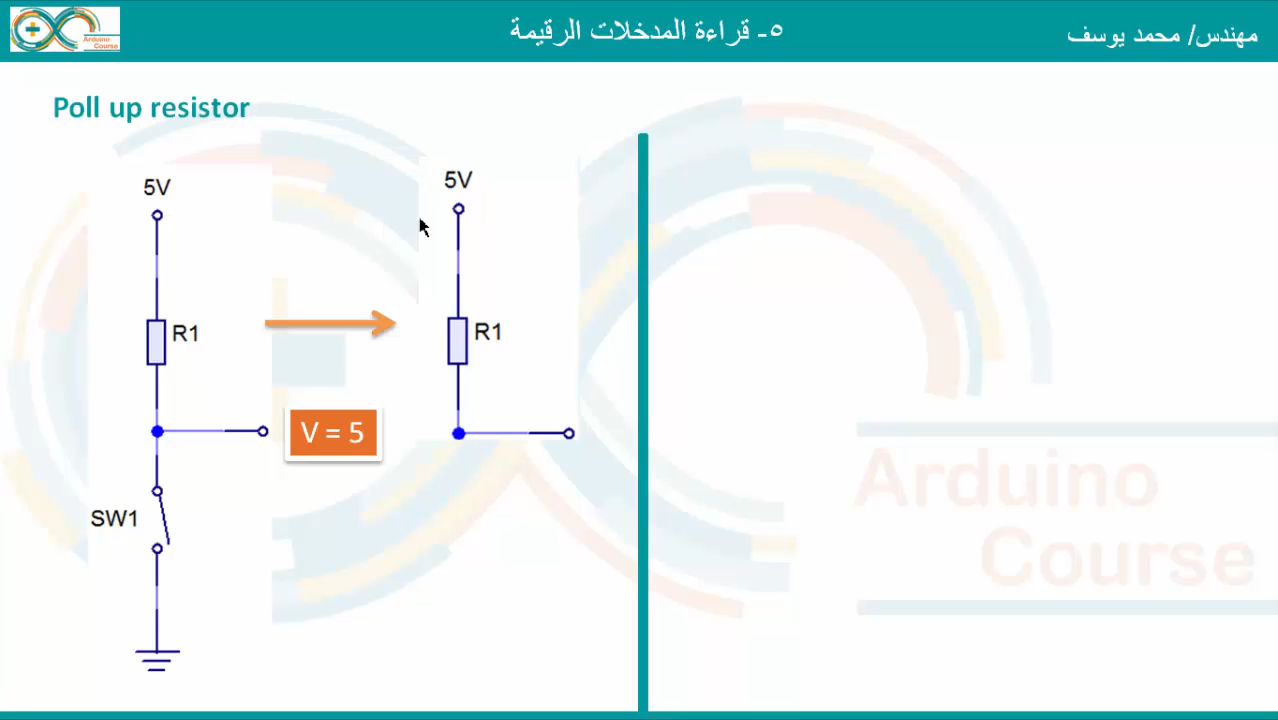 Arduino
Course
٥- قراءة المدخلات الرقيمة
مهندس/ محمد يوسف
Poll up resistor
5V
R1
SW1
V = 5
5V
R1
Arduino
Course